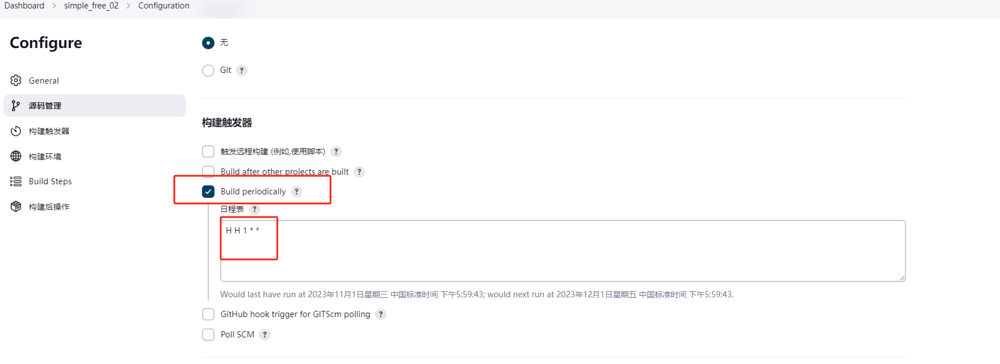 Dashboard > simple_free_02 > Configuration
Configure
General
源码管理
构建触发器
构建环境
Build Steps
构建后操作
无
Git ?
构建触发器
触发远程构建 (例如,使用脚本) ?
Build after other projects are built ?
Build periodically ?
日程表 ?
H H 1 * *
Would last have run at 2023年11月1日星期三 中国标准时间 下午5:59:43; would next run at 2023年12月1日星期五 中国标准时间 下午5:59:43.
GitHub hook trigger for GITScm polling ?
Poll SCM ?